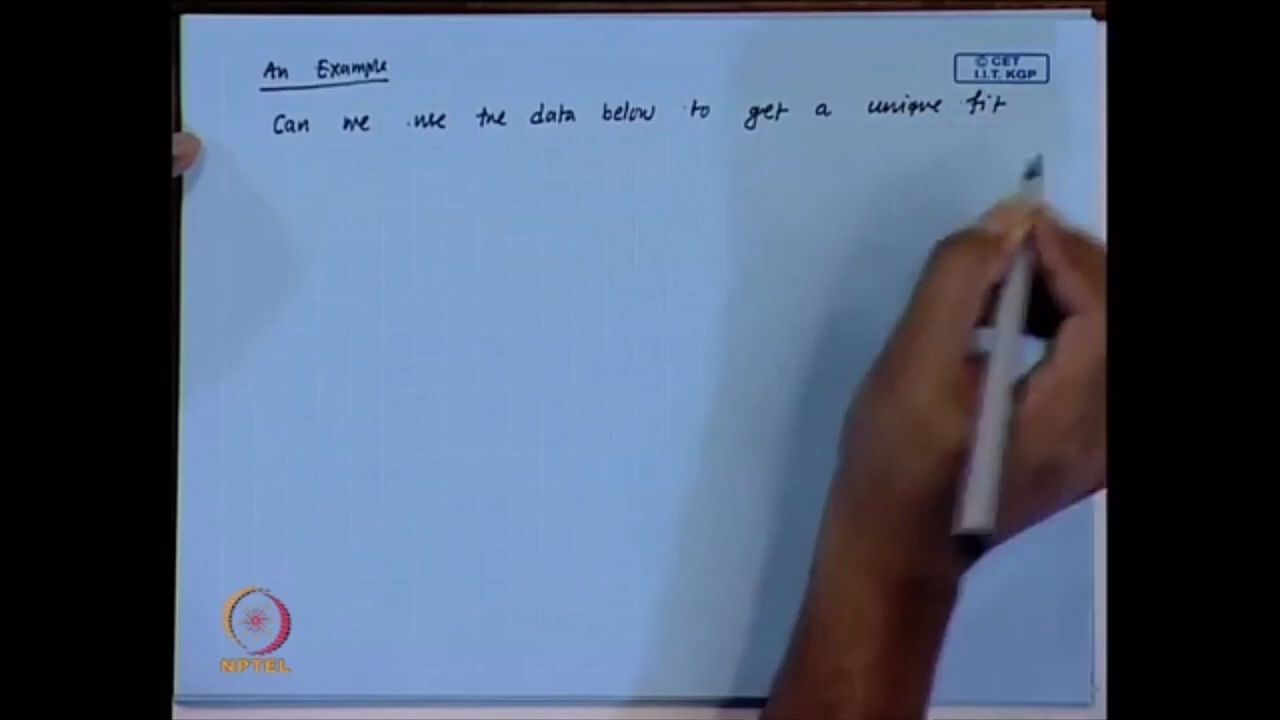 An Example
© CET
I.I.T. KGP
Can we use the data below to get a unique fit
NPTEL